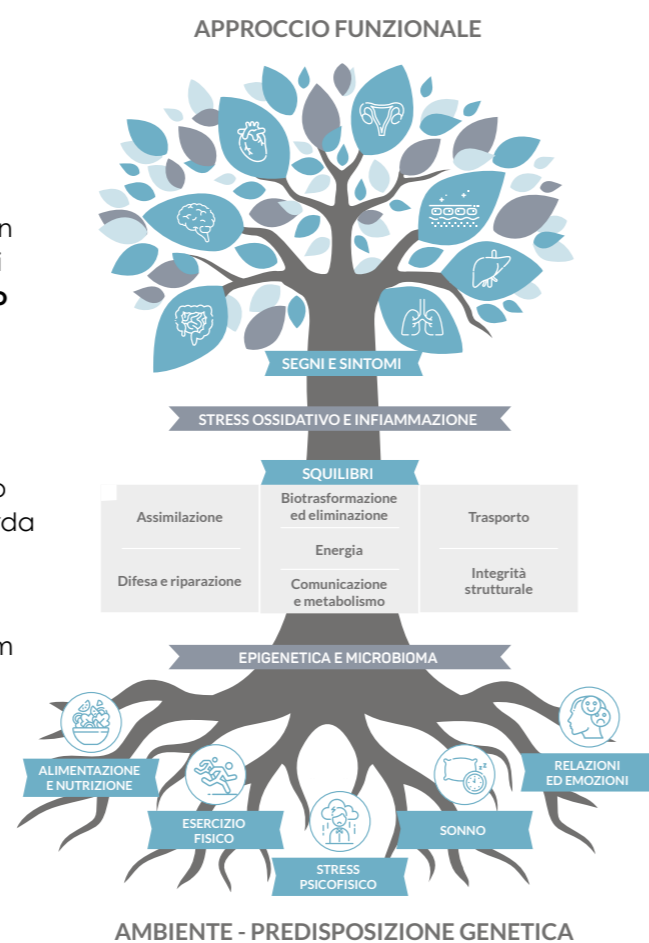 APPROCCIO FUNZIONALE
n
i
o
SEGNI E SINTOMI
STRESS OSSIDATIVO E INFIAMMAZIONE
o
rda
m
SQUILIBRI
Assimilazione
Difesa e riparazione
Biotrasformazione
ed eliminazione
Energia
Comunicazione
e metabolismo
Trasporto
Integrità
strutturale
EPIGENETICA E MICROBIOMA
ALIMENTAZIONE
E NUTRIZIONE
ESERCIZIO
FISICO
STRESS
PSICOFISICO
SONNO
RELAZIONI
ED EMOZIONI
AMBIENTE - PREDISPOSIZIONE GENETICA